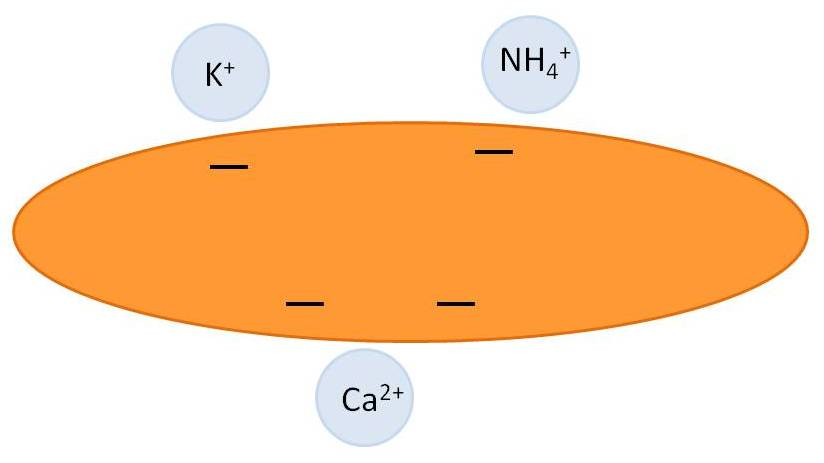 K⁺
NH₄⁺
— —
— —
Ca²⁺